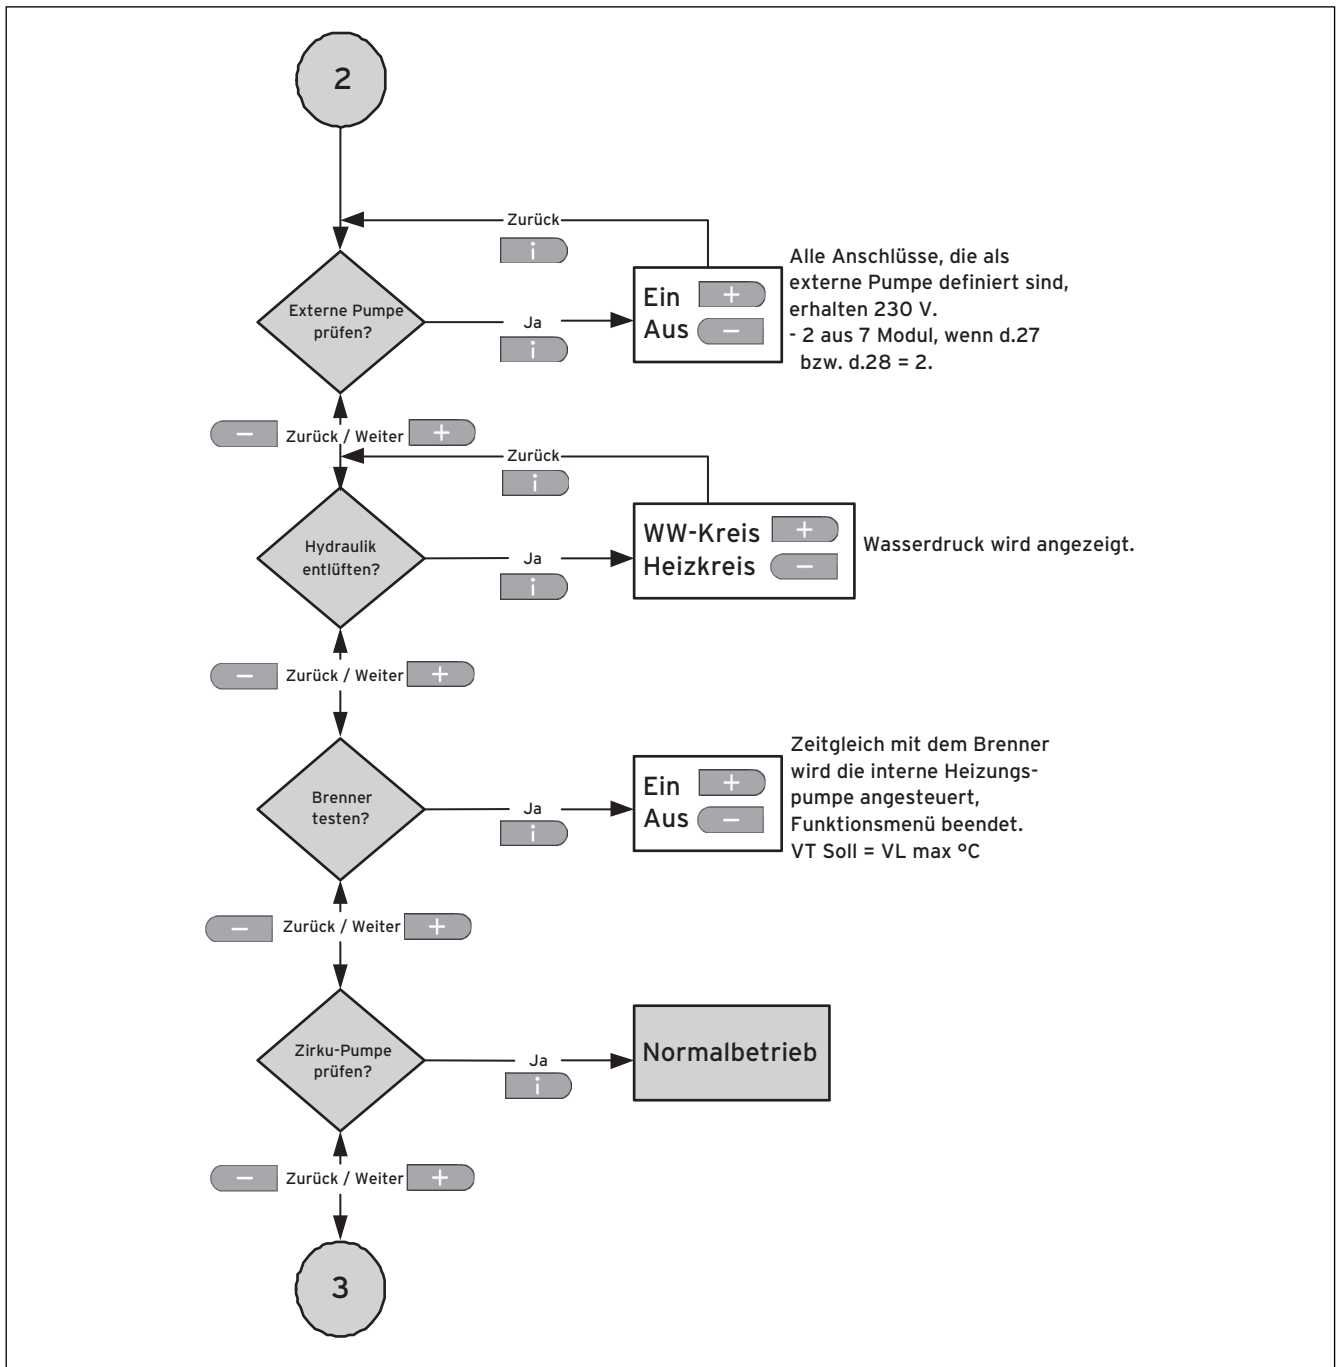 2
Zurück
i
Externe Pumpe
prüfen?
Ja
i
Ein +
Aus −
Alle Anschlüsse, die als
externe Pumpe definiert sind,
erhalten 230 V.
- 2 aus 7 Modul, wenn d.27
bzw. d.28 = 2.
− Zurück / Weiter +
Zurück
i
Hydraulik
entlüften?
Ja
i
WW-Kreis +
Heizkreis −
Wasserdruck wird angezeigt.
− Zurück / Weiter +
Brenner
testen?
Ja
i
Ein +
Aus −
Zeitgleich mit dem Brenner
wird die interne Heizungs-
pumpe angesteuert,
Funktionsmenü beendet.
VT Soll = VL max °C
− Zurück / Weiter +
Zirku-Pumpe
prüfen?
Ja
i
Normalbetrieb
− Zurück / Weiter +
3